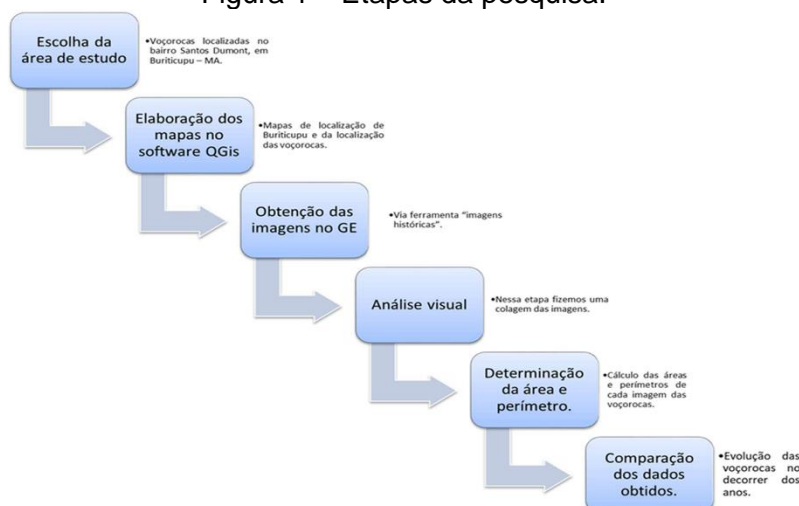 Figura 1 – Etapas da pesquisa.
Escolha da
área de estudo
•Voçorocas localizadas no
bairro Santos Dumont, em
Buriticupu – MA.
Elaboração dos
mapas no
software QGis
•Mapas de localização de
Buriticupu e da localização
das voçorocas.
Obtenção das
imagens no GE
•Via ferramenta “imagens
históricas”.
Análise visual
•Nessa etapa fizemos uma
colagem das imagens.
Determinação
da área e
perímetro.
•Cálculo das áreas
e perímetros de
cada imagem das
voçorocas.
Comparação
dos dados
obtidos.
•Evolução das
voçorocas no
decorrer dos
anos.